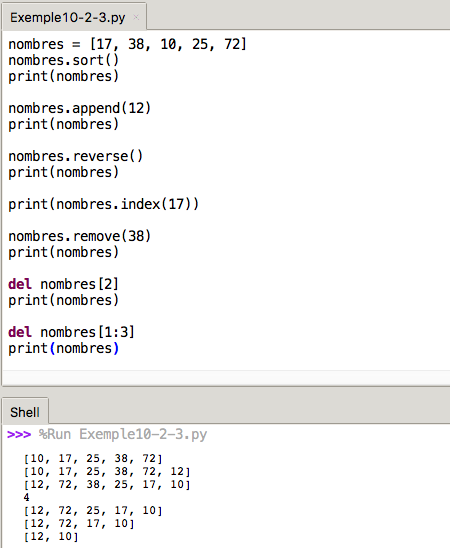 Exemple10-2-3.py ×
nombres = [17, 38, 10, 25, 72]
nombres.sort()
print(nombres)
nombres.append(12)
print(nombres)
nombres.reverse()
print(nombres)
print(nombres.index(17))
nombres.remove(38)
print(nombres)
del nombres[2]
print(nombres)
del nombres[1:3]
print(nombres)
Shell
>>> %Run Exemple10-2-3.py
[10, 17, 25, 38, 72]
[10, 17, 25, 38, 72, 12]
[12, 72, 38, 25, 17, 10]
4
[12, 72, 25, 17, 10]
[12, 72, 17, 10]
[12, 10]